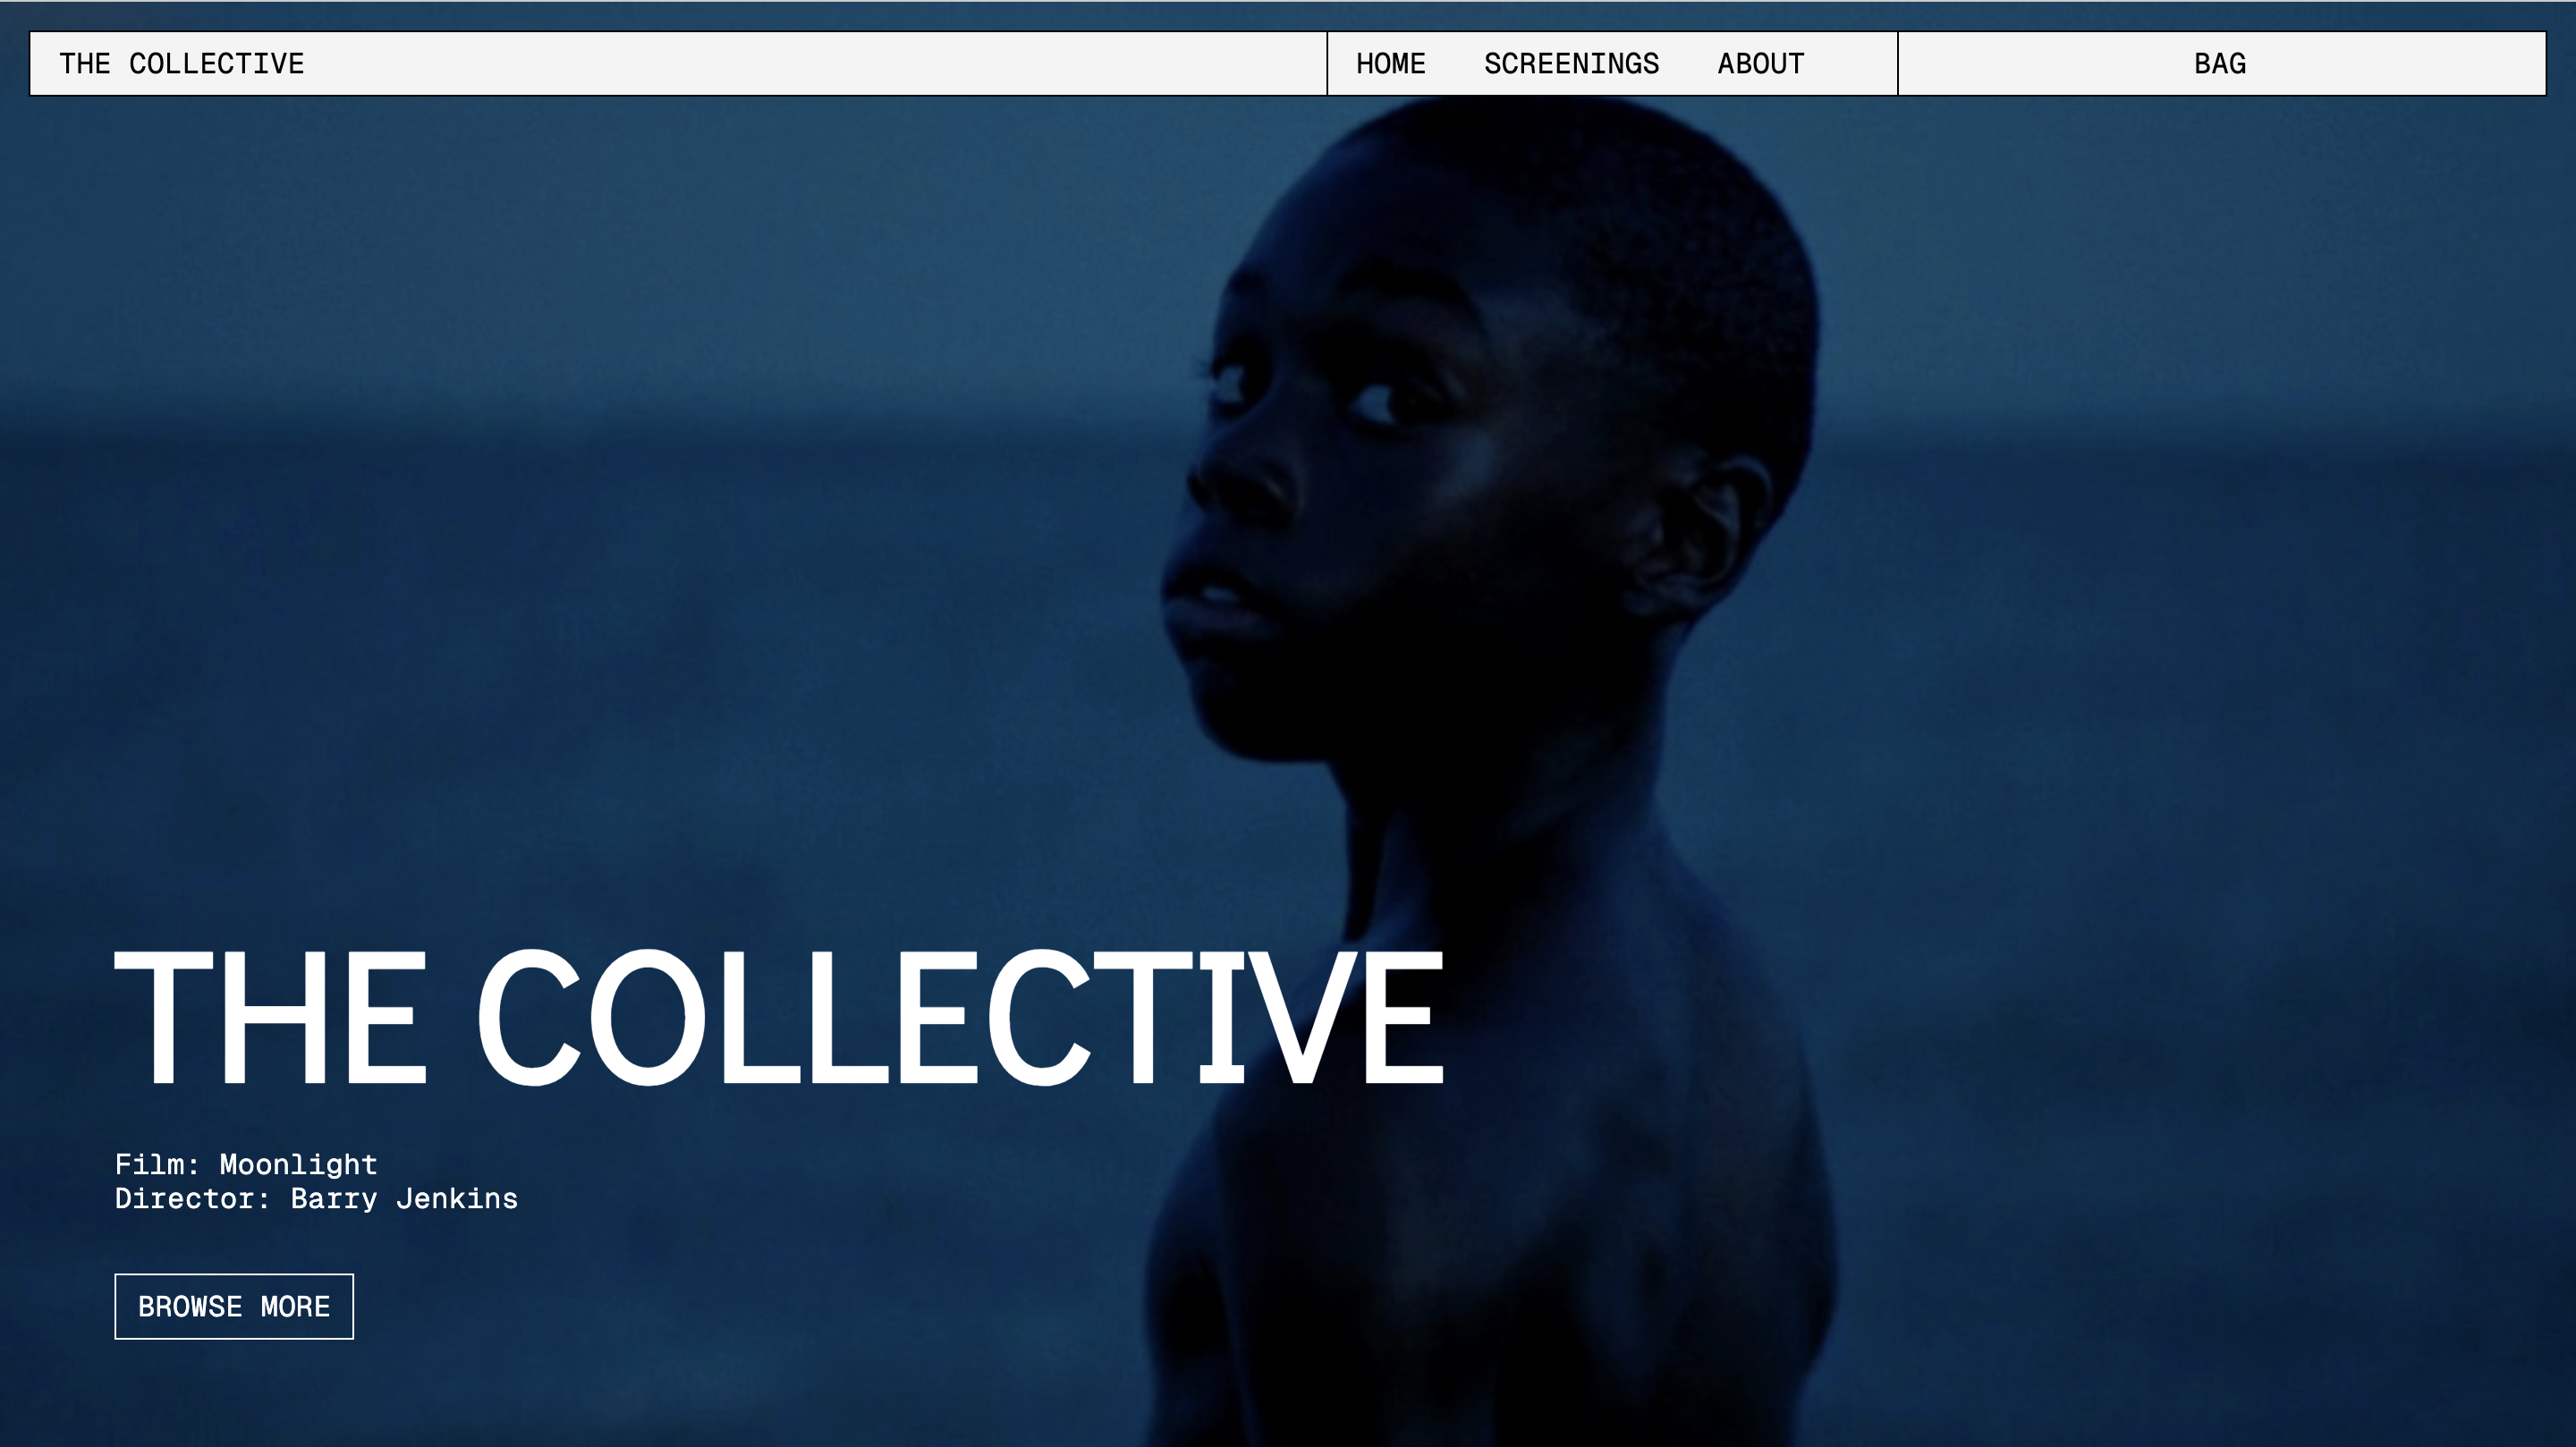 THE COLLECTIVE
HOME SCREENINGS ABOUT
BAG
THE COLLECTIVE
Film: Moonlight
Director: Barry Jenkins
BROWSE MORE